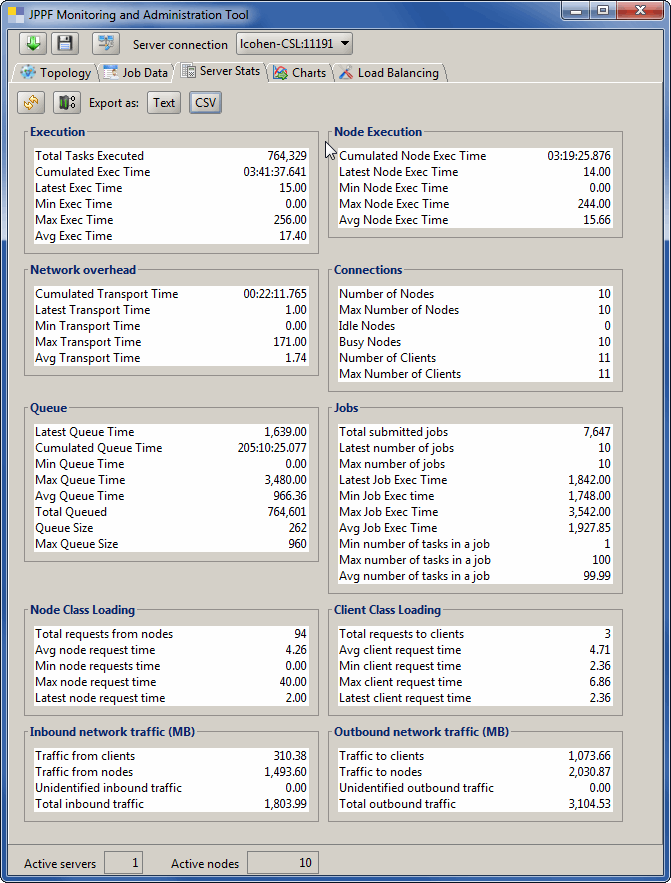 JPPF Monitoring and Administration Tool
Server connection lcohen-CSL:11191
Topology Job Data Server Stats Charts Load Balancing
Export as: Text CSV
Execution
Total Tasks Executed 764,329
Cumulated Exec Time 03:41:37.641
Latest Exec Time 15.00
Min Exec Time 0.00
Max Exec Time 256.00
Avg Exec Time 17.40
Node Execution
Cumulated Node Exec Time 03:19:25.876
Latest Node Exec Time 14.00
Min Node Exec Time 0.00
Max Node Exec Time 244.00
Avg Node Exec Time 15.66
Network overhead
Cumulated Transport Time 00:22:11.765
Latest Transport Time 1.00
Min Transport Time 0.00
Max Transport Time 171.00
Avg Transport Time 1.74
Connections
Number of Nodes 10
Max Number of Nodes 10
Idle Nodes 0
Busy Nodes 10
Number of Clients 11
Max Number of Clients 11
Queue
Latest Queue Time 1,639.00
Cumulated Queue Time 205:10:25.077
Min Queue Time 0.00
Max Queue Time 3,480.00
Avg Queue Time 966.36
Total Queued 764,601
Queue Size 262
Max Queue Size 960
Jobs
Total submitted jobs 7,647
Latest number of jobs 10
Max number of jobs 10
Latest Job Exec Time 1,842.00
Min Job Exec time 1,748.00
Max Job Exec Time 3,542.00
Avg Job Exec Time 1,927.85
Min number of tasks in a job 1
Max number of tasks in a job 100
Avg number of tasks in a job 99.99
Node Class Loading
Total requests from nodes 94
Avg node request time 4.26
Min node requests time 0.00
Max node request time 40.00
Latest node request time 2.00
Client Class Loading
Total requests to clients 3
Avg client request time 4.71
Min client request time 2.36
Max client request time 6.86
Latest client request time 2.36
Inbound network traffic (MB)
Traffic from clients 310.38
Traffic from nodes 1,493.60
Unidentified inbound traffic 0.00
Total inbound traffic 1,803.99
Outbound network traffic (MB)
Traffic to clients 1,073.66
Traffic to nodes 2,030.87
Unidentified outbound traffic 0.00
Total outbound traffic 3,104.53
Active servers 1 Active nodes 10